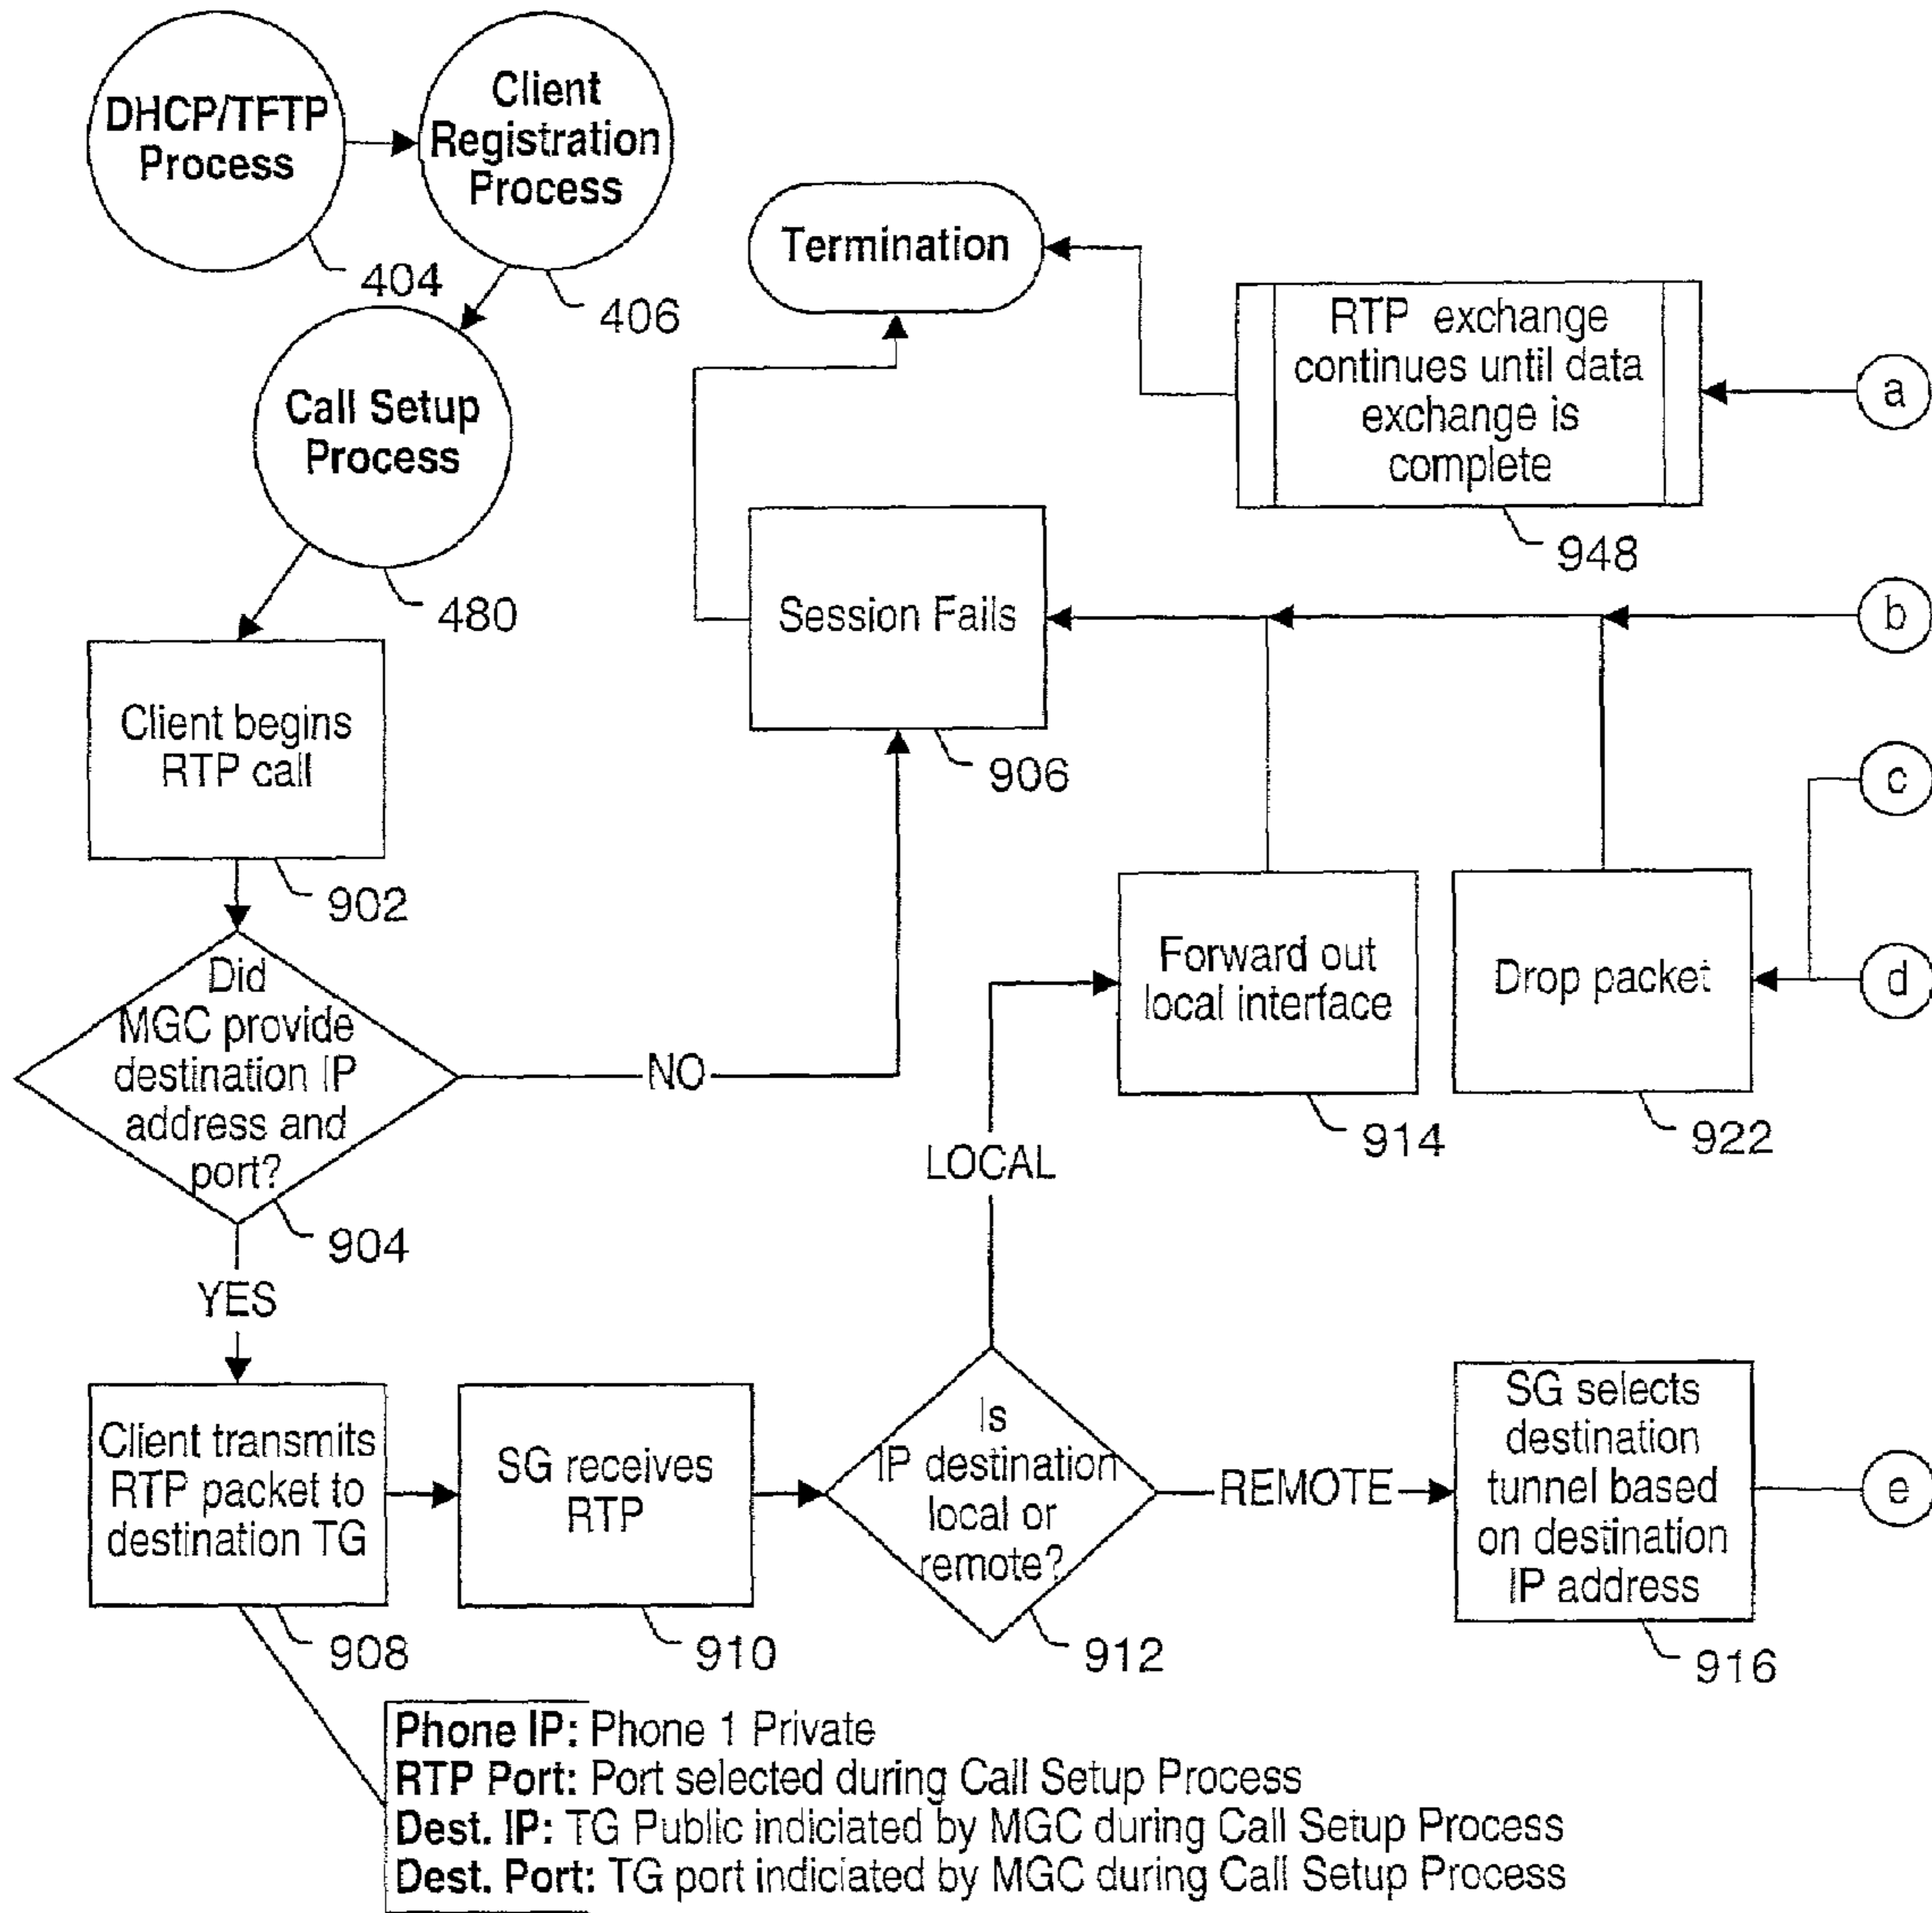 DHCP/TFTP
Process
404
Client
Registration
Process
406
Call Setup
Process
480
Termination
RTP exchange
continues until data
exchange is
complete
948
a
Session Fails
906
b
Client begins
RTP call
902
c
Did
MGC provide
destination IP
address and
port?
904
NO
YES
Forward out
local interface
914
Drop packet
922
d
LOCAL
Client transmits
RTP packet to
destination TG
908
SG receives
RTP
910
Is
IP destination
local or
remote?
912
REMOTE
SG selects
destination
tunnel based
on destination
IP address
916
e
Phone IP: Phone 1 Private
RTP Port: Port selected during Call Setup Process
Dest. IP: TG Public indiciated by MGC during Call Setup Process
Dest. Port: TG port indiciated by MGC during Call Setup Process